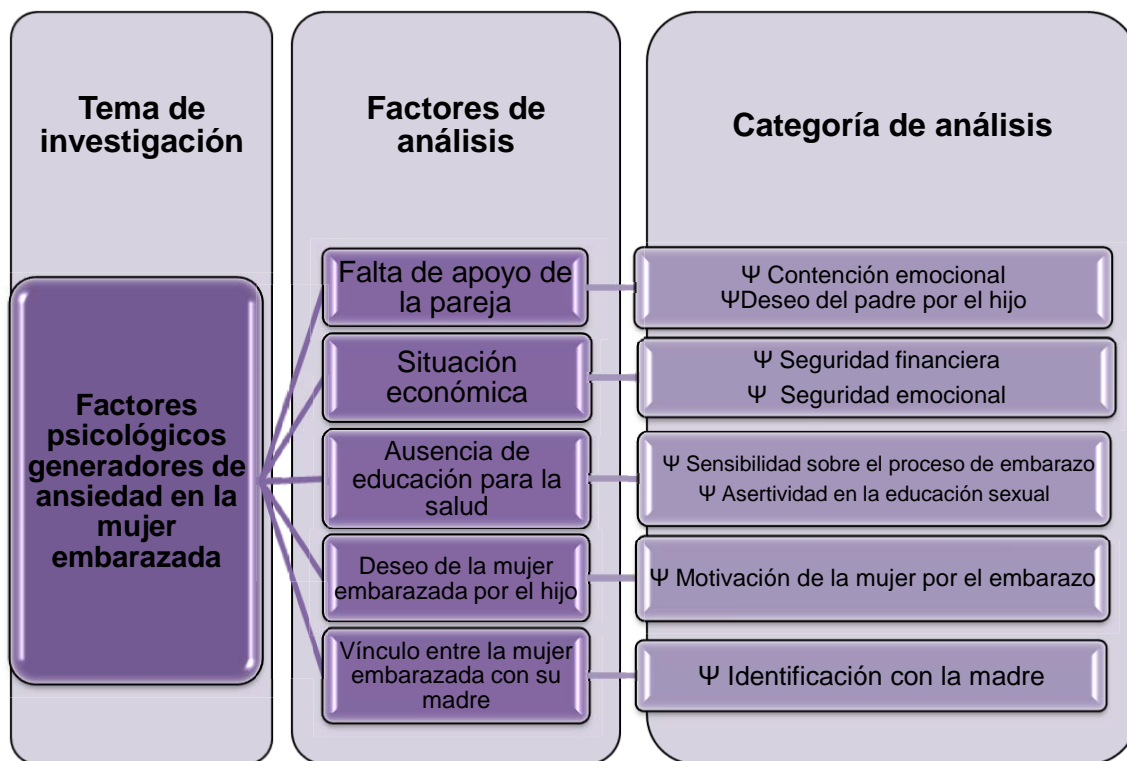 Tema de
investigación
Factores de
análisis
Categoría de análisis
Factores
psicológicos
generadores de
ansiedad en la
mujer
embarazada
Falta de apoyo de
la pareja
Ψ Contención emocional
ΨDeseo del padre por el hijo
Situación
económica
Ψ Seguridad financiera
Ψ Seguridad emocional
Ausencia de
educación para la
salud
Ψ Sensibilidad sobre el proceso de embarazo
Ψ Asertividad en la educación sexual
Deseo de la mujer
embarazada por el hijo
Ψ Motivación de la mujer por el embarazo
Vínculo entre la mujer
embarazada con su
madre
Ψ Identificación con la madre